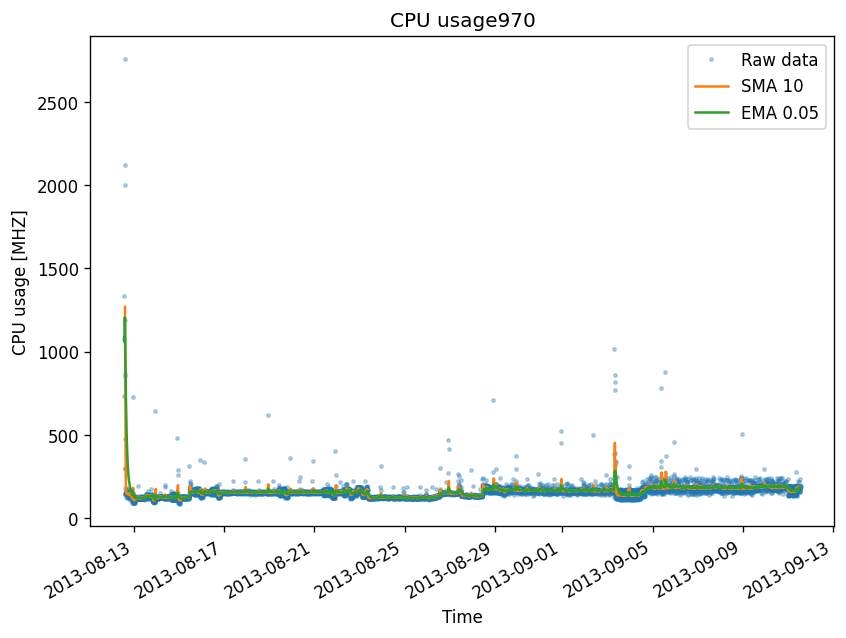 CPU usage970
Raw data
SMA 10
EMA 0.05
CPU usage [MHZ]
2500
2000
1500
1000
500
0
2013-08-13
2013-08-17
2013-08-21
2013-08-25
2013-08-29
2013-09-01
2013-09-05
2013-09-09
2013-09-13
Time